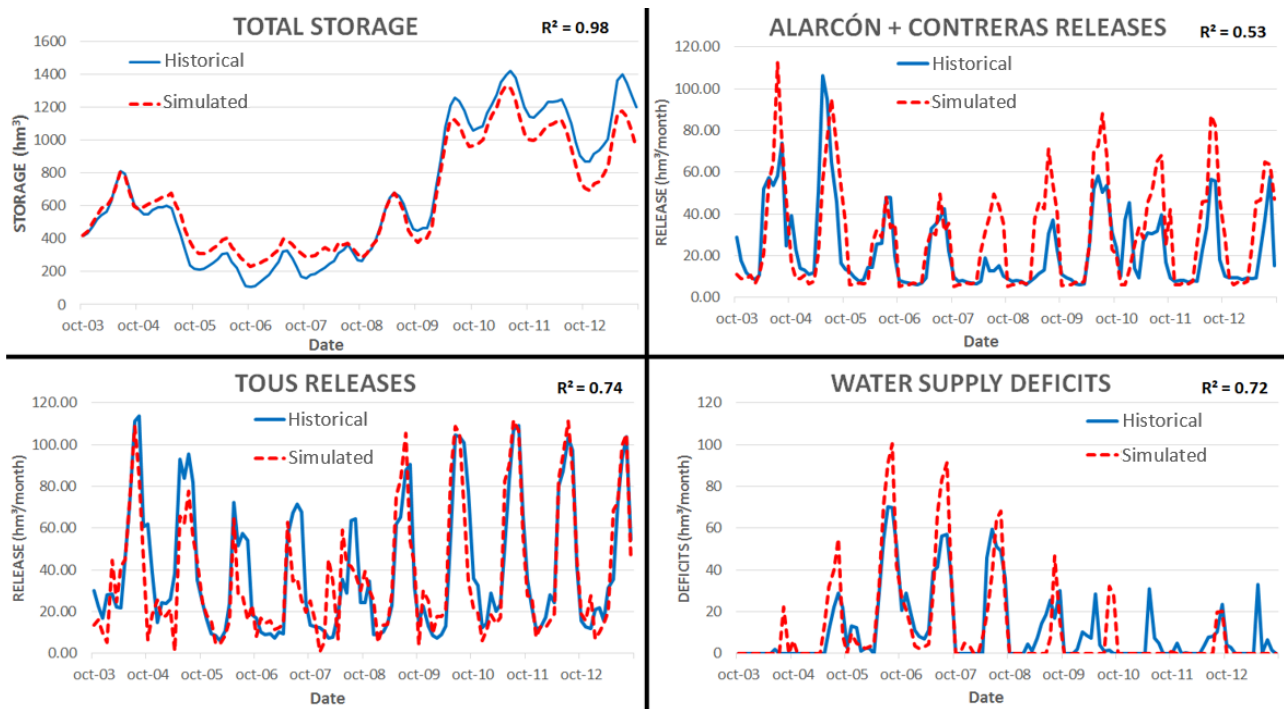 TOTAL STORAGE
R² = 0.98
Historical
Simulated
STORAGE (hm³)
1600
1400
1200
1000
800
600
400
200
0
oct-03 oct-04 oct-05 oct-06 oct-07 oct-08 oct-09 oct-10 oct-11 oct-12
Date
ALARCÓN + CONTRERAS RELEASES
R² = 0.53
Historical
Simulated
RELEASE (hm³/month)
120.00
100.00
80.00
60.00
40.00
20.00
0.00
oct-03 oct-04 oct-05 oct-06 oct-07 oct-08 oct-09 oct-10 oct-11 oct-12
Date
TOUS RELEASES
R² = 0.74
Historical
Simulated
RELEASE (hm³/month)
120.00
100.00
80.00
60.00
40.00
20.00
0.00
oct-03 oct-04 oct-05 oct-06 oct-07 oct-08 oct-09 oct-10 oct-11 oct-12
Date
WATER SUPPLY DEFICITS
R² = 0.72
Historical
Simulated
DEFICITS (hm³/month)
120
100
80
60
40
20
0
oct-03 oct-04 oct-05 oct-06 oct-07 oct-08 oct-09 oct-10 oct-11 oct-12
Date